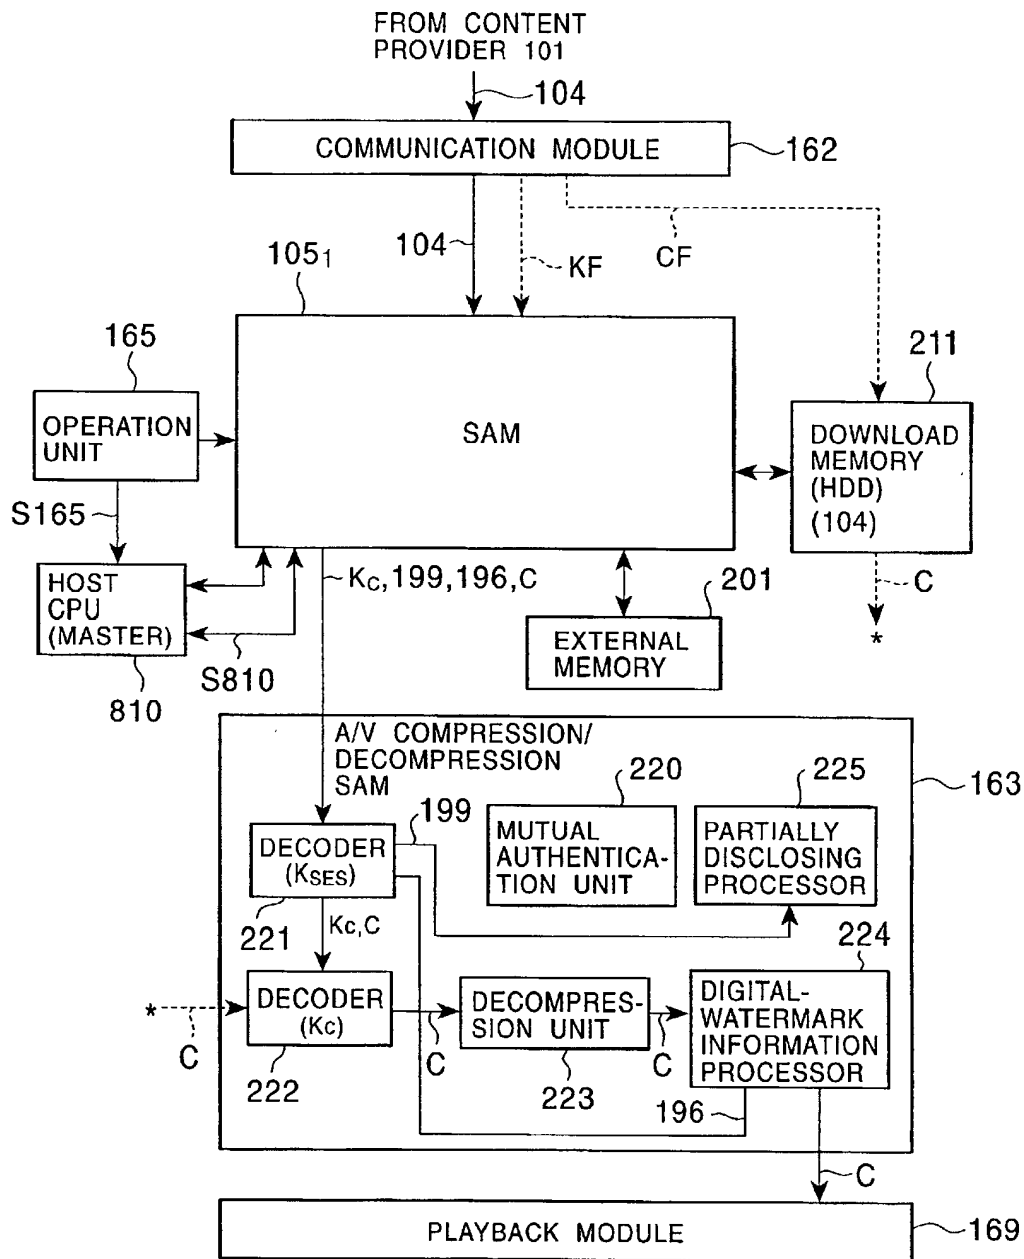 FROM CONTENT
PROVIDER 101
104
COMMUNICATION MODULE
162
104
KF
CF
105₁
165
211
OPERATION
UNIT
SAM
DOWNLOAD
MEMORY
(HDD)
(104)
S165
HOST
CPU
(MASTER)
Kc,199,196,C
201
C
*
EXTERNAL
MEMORY
S810
810
A/V COMPRESSION/
DECOMPRESSION
SAM
220
225
163
199
DECODER
(KSES)
MUTUAL
AUTHENTICA-
TION UNIT
PARTIALLY
DISCLOSING
PROCESSOR
221
Kc,C
224
*
C
DECODER
(Kc)
C
DECOMPRES-
SION UNIT
C
DIGITAL-
WATERMARK
INFORMATION
PROCESSOR
222
223
196
C
PLAYBACK MODULE
169